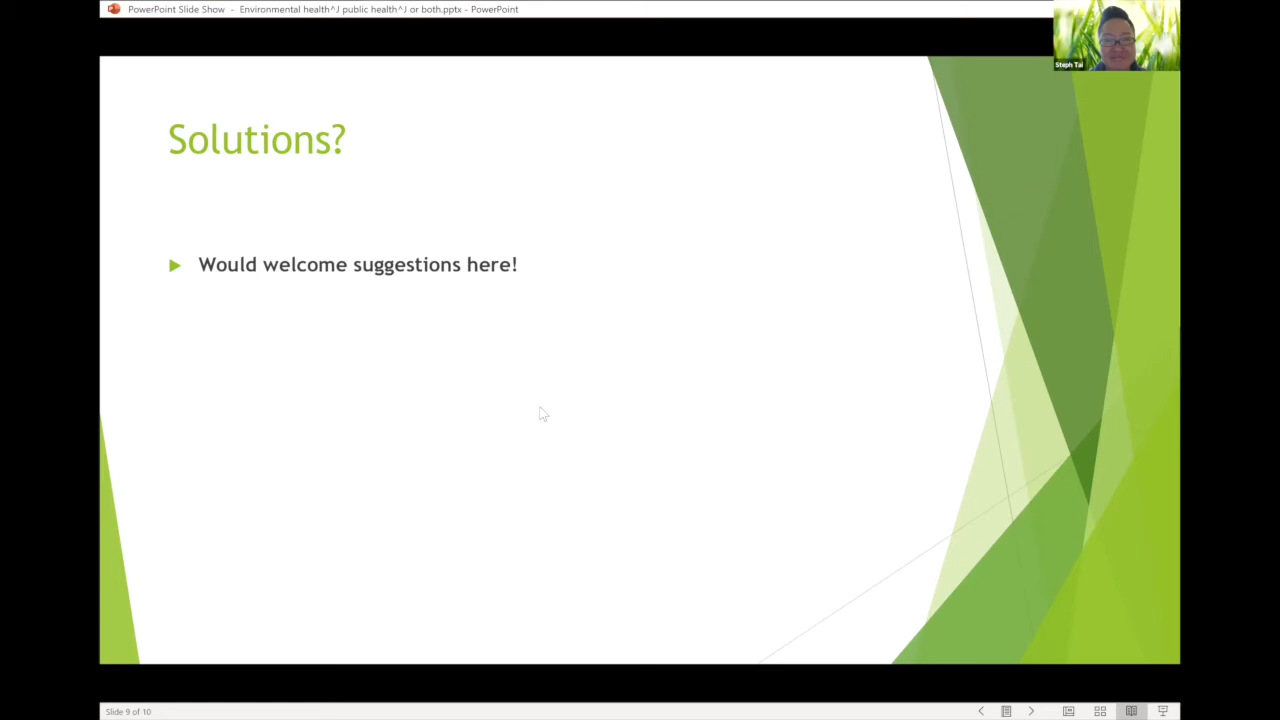 PowerPoint Slide Show - Environmental health^J public health^J or both.pptx - PowerPoint
Steph Tai
Solutions?
Would welcome suggestions here!
Slide 9 of 10